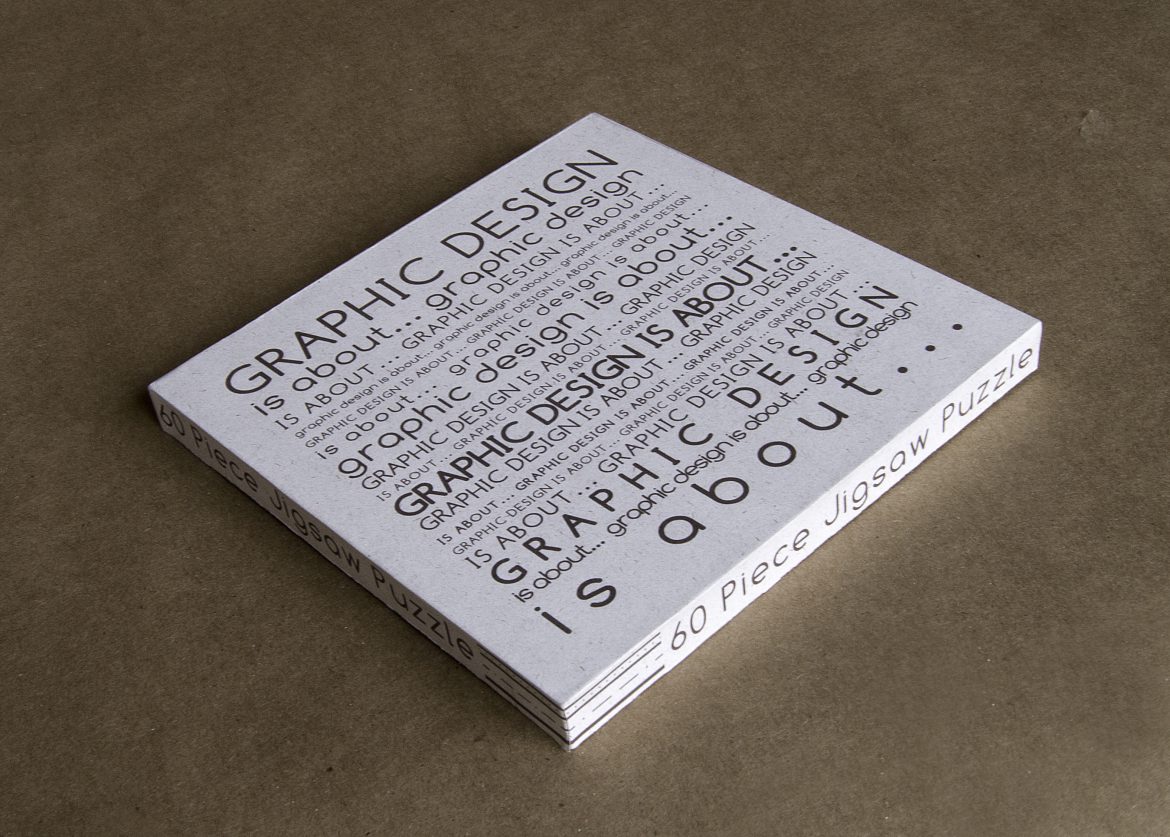 GRAPHIC DESIGN
is about... graphic design
IS ABOUT ... GRAPHIC DESIGN IS ABOUT ...
graphic design is about... graphic design is about... graphic design is about...
GRAPHIC DESIGN IS ABOUT ... GRAPHIC DESIGN IS ABOUT ... GRAPHIC DESIGN
is about... graphic design is about...
graphic design is about...
GRAPHIC DESIGN IS ABOUT ... GRAPHIC DESIGN
IS ABOUT ... GRAPHIC DESIGN IS ABOUT ... GRAPHIC DESIGN IS ABOUT ...
GRAPHIC DESIGN IS ABOUT...
GRAPHIC DESIGN IS ABOUT ... GRAPHIC DESIGN
IS ABOUT ... GRAPHIC DESIGN IS ABOUT ... GRAPHIC DESIGN IS ABOUT ...
GRAPHIC DESIGN IS ABOUT ... GRAPHIC DESIGN IS ABOUT ... GRAPHIC DESIGN
IS ABOUT ... GRAPHIC DESIGN IS ABOUT ...
GRAPHIC DESIGN
is about... graphic design is about... graphic design
is about...
60 Piece Jigsaw Puzzle
60 Piece Jigsaw Puzzle